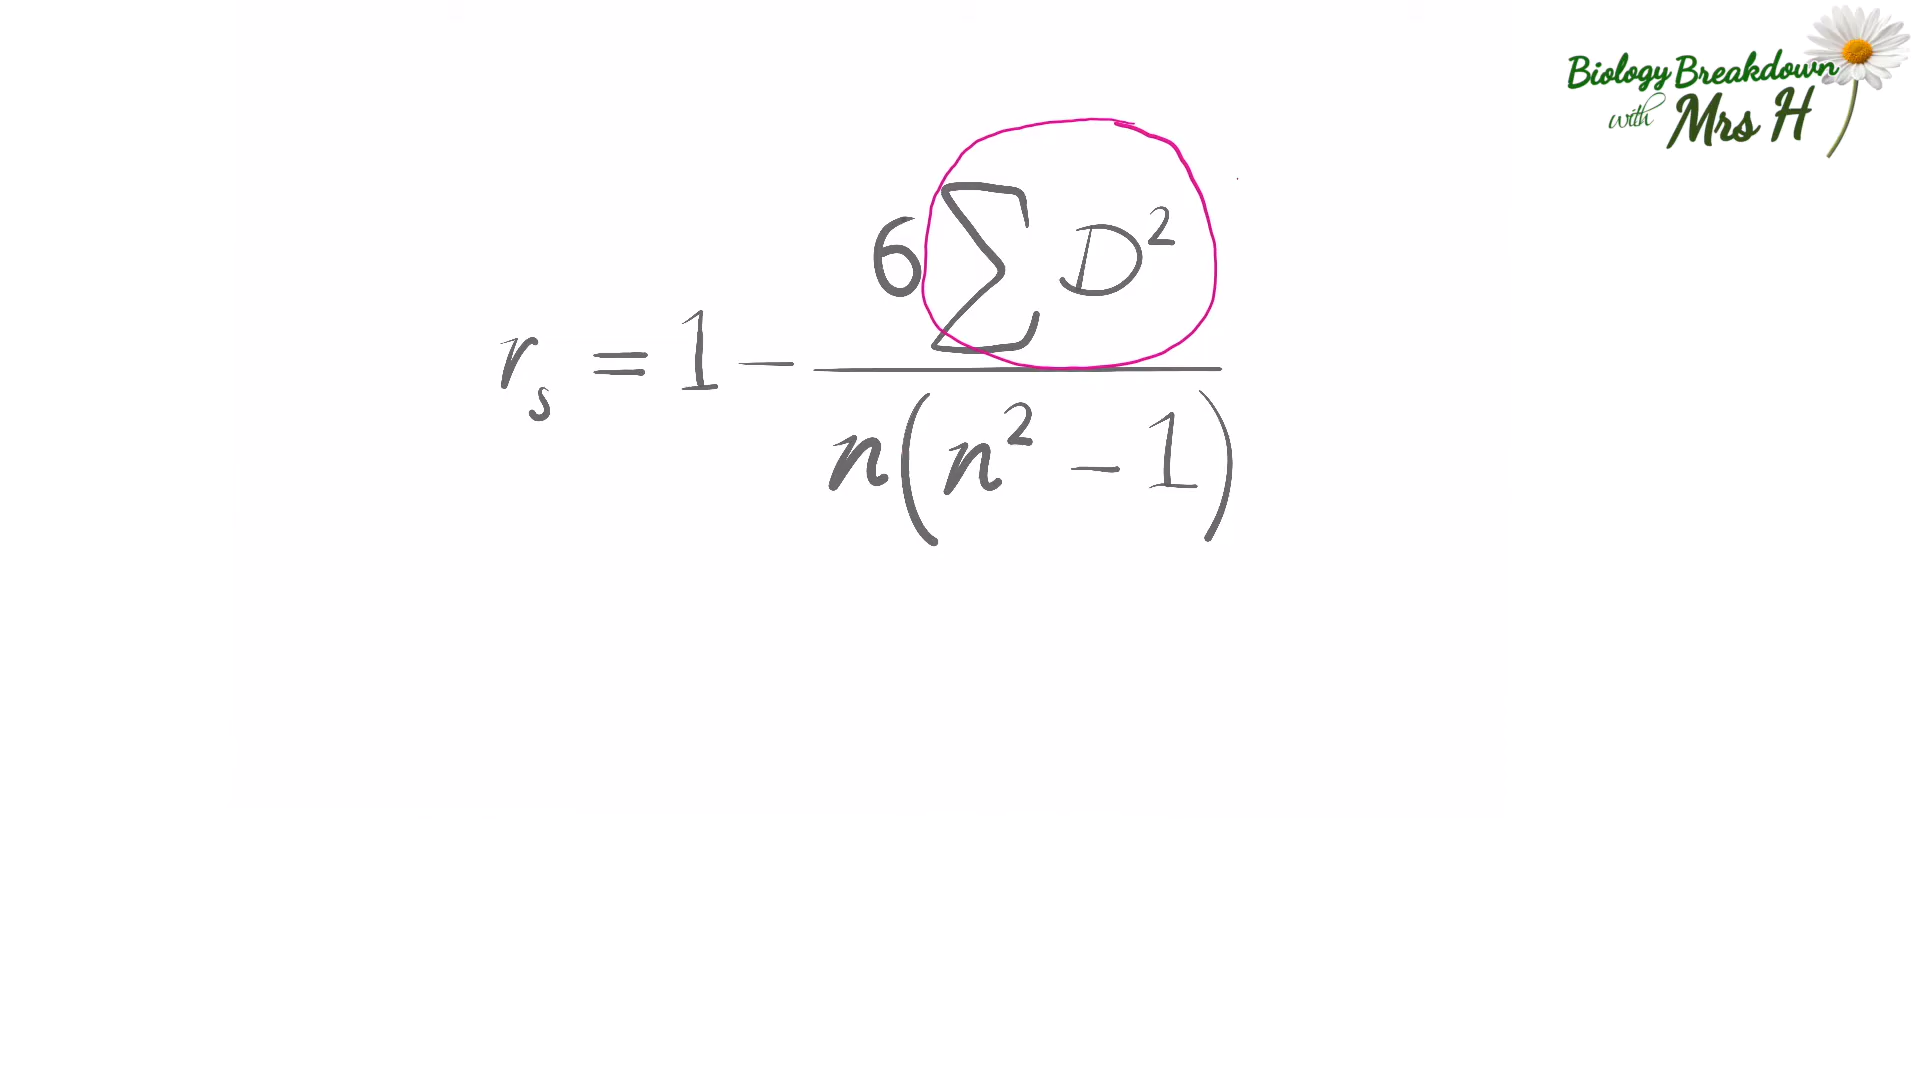 Biology Breakdown
with Mrs H
6∑ D²
rₛ = 1 −
n(n² − 1)